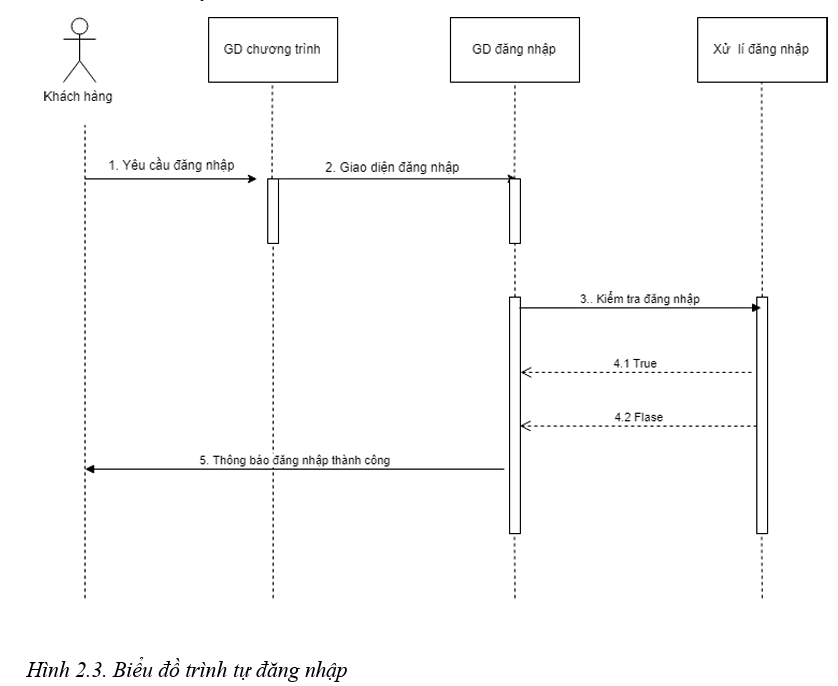 GD chương trình
GD đăng nhập
Xử lí đăng nhập
Khách hàng
1. Yêu cầu đăng nhập
2. Giao diện đăng nhập
3.. Kiểm tra đăng nhập
4.1 True
4.2 Flase
5. Thông báo đăng nhập thành công
Hình 2.3. Biểu đồ trình tự đăng nhập